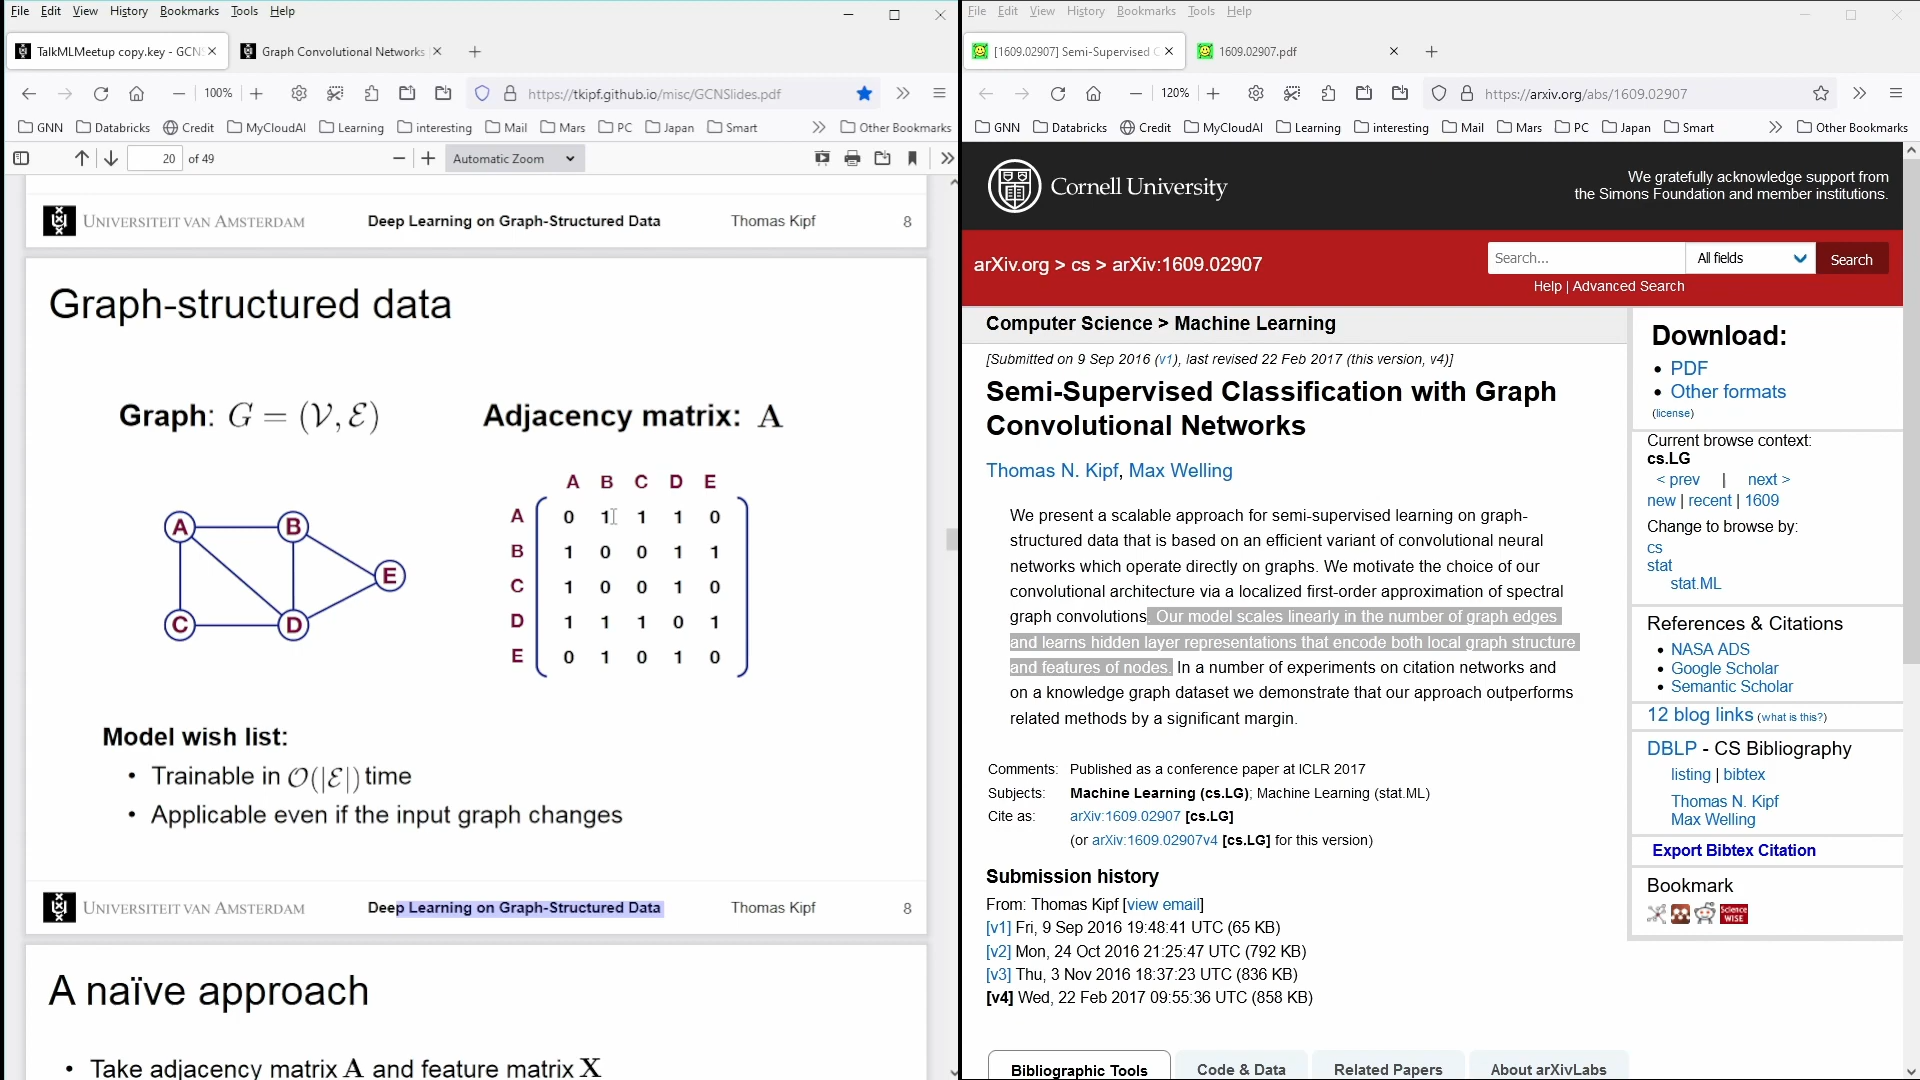 File Edit View History Bookmarks Tools Help
TalkMLMeetup copy.key - GCNS
Graph Convolutional Networks
100%
https://tkipf.github.io/misc/GCNSlides.pdf
GNN Databricks Credit MyCloudAI Learning interesting Mail Mars PC Japan Smart Other Bookmarks
20 of 49
Automatic Zoom
UNIVERSITEIT VAN AMSTERDAM Deep Learning on Graph-Structured Data Thomas Kipf 8
Graph-structured data
Graph: G = (V, E)
Adjacency matrix: A
A B C D E
A B C D E
A 0 1 1 1 0
B 1 0 0 1 1
C 1 0 0 1 0
D 1 1 1 0 1
E 0 1 0 1 0
Model wish list:
• Trainable in O(|E|) time
• Applicable even if the input graph changes
UNIVERSITEIT VAN AMSTERDAM Deep Learning on Graph-Structured Data Thomas Kipf 8
A naïve approach
• Take adjacency matrix A and feature matrix X
File Edit View History Bookmarks Tools Help
[1609.02907] Semi-Supervised C
1609.02907.pdf
120%
https://arxiv.org/abs/1609.02907
GNN Databricks Credit MyCloudAI Learning interesting Mail Mars PC Japan Smart Other Bookmarks
Cornell University
We gratefully acknowledge support from
the Simons Foundation and member institutions.
arXiv.org > cs > arXiv:1609.02907
Search... All fields Search
Help | Advanced Search
Computer Science > Machine Learning
[Submitted on 9 Sep 2016 (v1), last revised 22 Feb 2017 (this version, v4)]
Semi-Supervised Classification with Graph
Convolutional Networks
Thomas N. Kipf, Max Welling
We present a scalable approach for semi-supervised learning on graph-
structured data that is based on an efficient variant of convolutional neural
networks which operate directly on graphs. We motivate the choice of our
convolutional architecture via a localized first-order approximation of spectral
graph convolutions. Our model scales linearly in the number of graph edges
and learns hidden layer representations that encode both local graph structure
and features of nodes. In a number of experiments on citation networks and
on a knowledge graph dataset we demonstrate that our approach outperforms
related methods by a significant margin.
Comments: Published as a conference paper at ICLR 2017
Subjects: Machine Learning (cs.LG); Machine Learning (stat.ML)
Cite as: arXiv:1609.02907 [cs.LG]
(or arXiv:1609.02907v4 [cs.LG] for this version)
Submission history
From: Thomas Kipf [view email]
[v1] Fri, 9 Sep 2016 19:48:41 UTC (65 KB)
[v2] Mon, 24 Oct 2016 21:25:47 UTC (792 KB)
[v3] Thu, 3 Nov 2016 18:37:23 UTC (836 KB)
[v4] Wed, 22 Feb 2017 09:55:36 UTC (858 KB)
Bibliographic Tools Code & Data Related Papers About arXivLabs
Download:
• PDF
• Other formats
(license)
Current browse context:
cs.LG
< prev | next >
new | recent | 1609
Change to browse by:
cs
stat
stat.ML
References & Citations
• NASA ADS
• Google Scholar
• Semantic Scholar
12 blog links (what is this?)
DBLP - CS Bibliography
listing | bibtex
Thomas N. Kipf
Max Welling
Export Bibtex Citation
Bookmark
Science
WISE